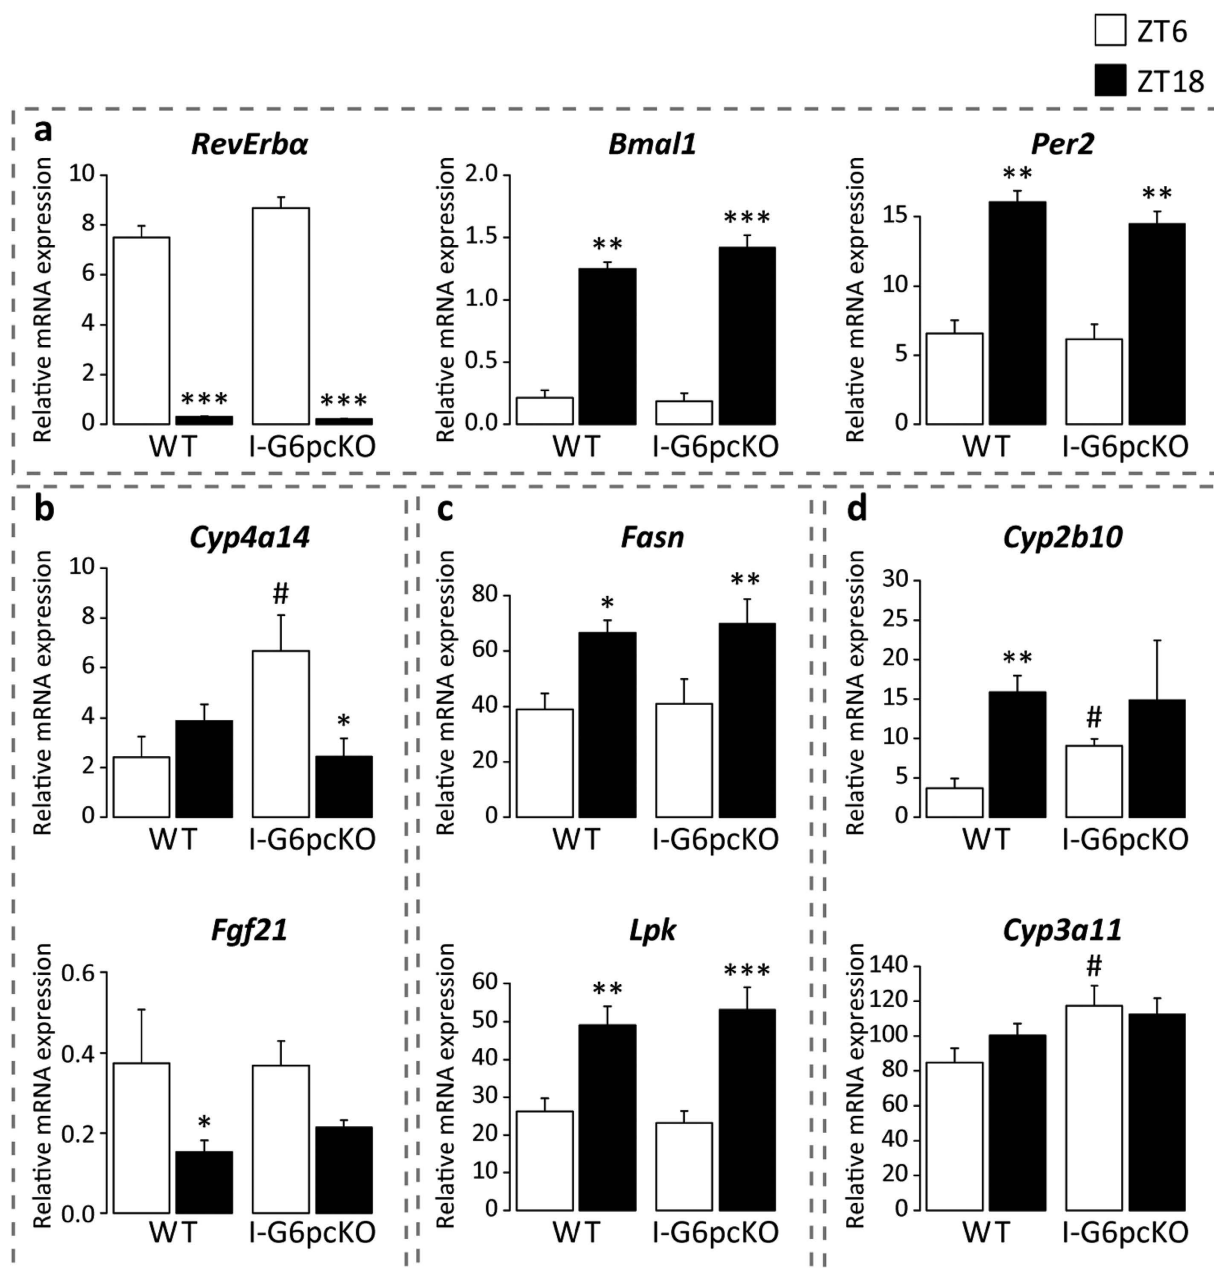 ZT6
ZT18
a
RevErbα
Relative mRNA expression
10
8
6
4
2
0
***
***
WT
I-G6pcKO
Bmal1
Relative mRNA expression
2.0
1.5
1.0
0.5
0.0
**
***
WT
I-G6pcKO
Per2
Relative mRNA expression
15
10
5
0
**
**
WT
I-G6pcKO
b
Cyp4a14
Relative mRNA expression
10
8
6
4
2
0
#
*
WT
I-G6pcKO
Fgf21
Relative mRNA expression
0.6
0.4
0.2
0.0
*
WT
I-G6pcKO
c
Fasn
Relative mRNA expression
80
60
40
20
0
*
**
WT
I-G6pcKO
Lpk
Relative mRNA expression
60
50
40
30
20
10
0
**
***
WT
I-G6pcKO
d
Cyp2b10
Relative mRNA expression
30
25
20
15
10
5
0
**
#
WT
I-G6pcKO
Cyp3a11
Relative mRNA expression
140
120
100
80
60
40
20
0
#
WT
I-G6pcKO